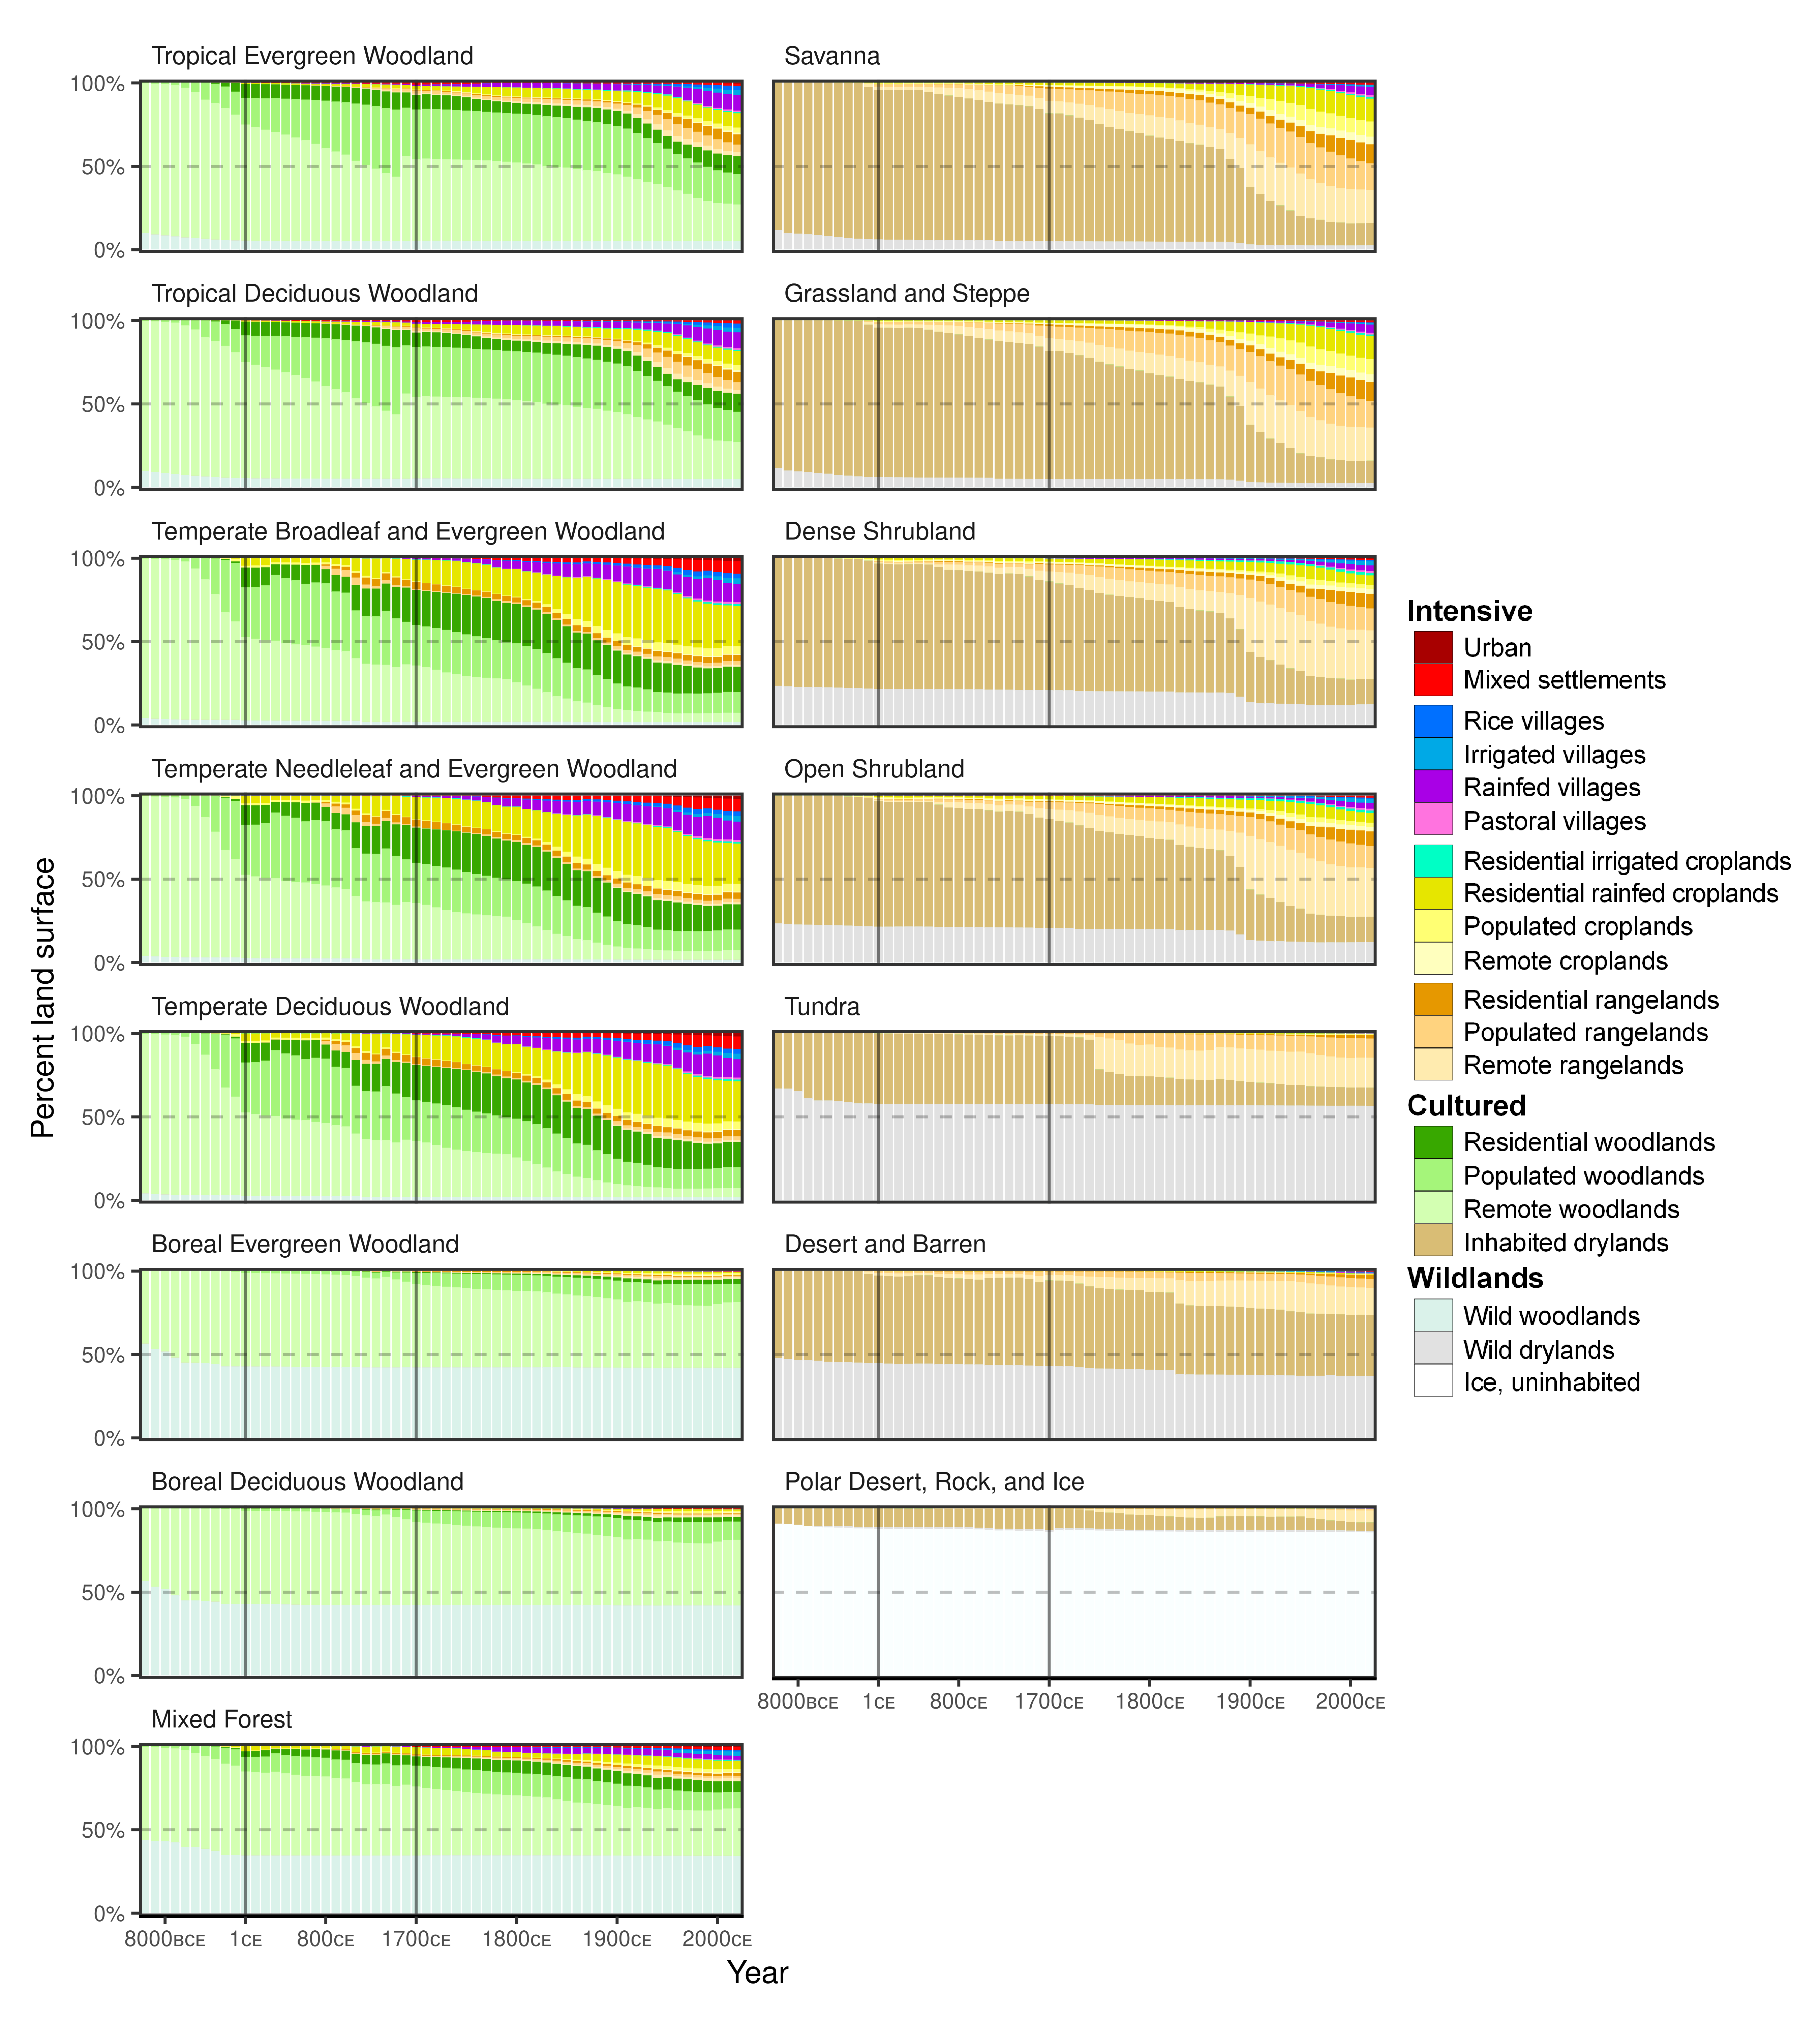 Tropical Evergreen Woodland
100%
50%
0%
Savanna
Tropical Deciduous Woodland
100%
50%
0%
Grassland and Steppe
Temperate Broadleaf and Evergreen Woodland
100%
50%
0%
Dense Shrubland
Temperate Needleleaf and Evergreen Woodland
100%
50%
0%
Open Shrubland
Temperate Deciduous Woodland
100%
50%
0%
Tundra
Boreal Evergreen Woodland
100%
50%
0%
Desert and Barren
Boreal Deciduous Woodland
100%
50%
0%
Polar Desert, Rock, and Ice
8000BCE 1CE 800CE 1700CE 1800CE 1900CE 2000CE
Mixed Forest
100%
50%
0%
8000BCE 1CE 800CE 1700CE 1800CE 1900CE 2000CE
Year
Percent land surface
Intensive
Urban
Mixed settlements
Rice villages
Irrigated villages
Rainfed villages
Pastoral villages
Residential irrigated croplands
Residential rainfed croplands
Populated croplands
Remote croplands
Residential rangelands
Populated rangelands
Remote rangelands
Cultured
Residential woodlands
Populated woodlands
Remote woodlands
Inhabited drylands
Wildlands
Wild woodlands
Wild drylands
Ice, uninhabited